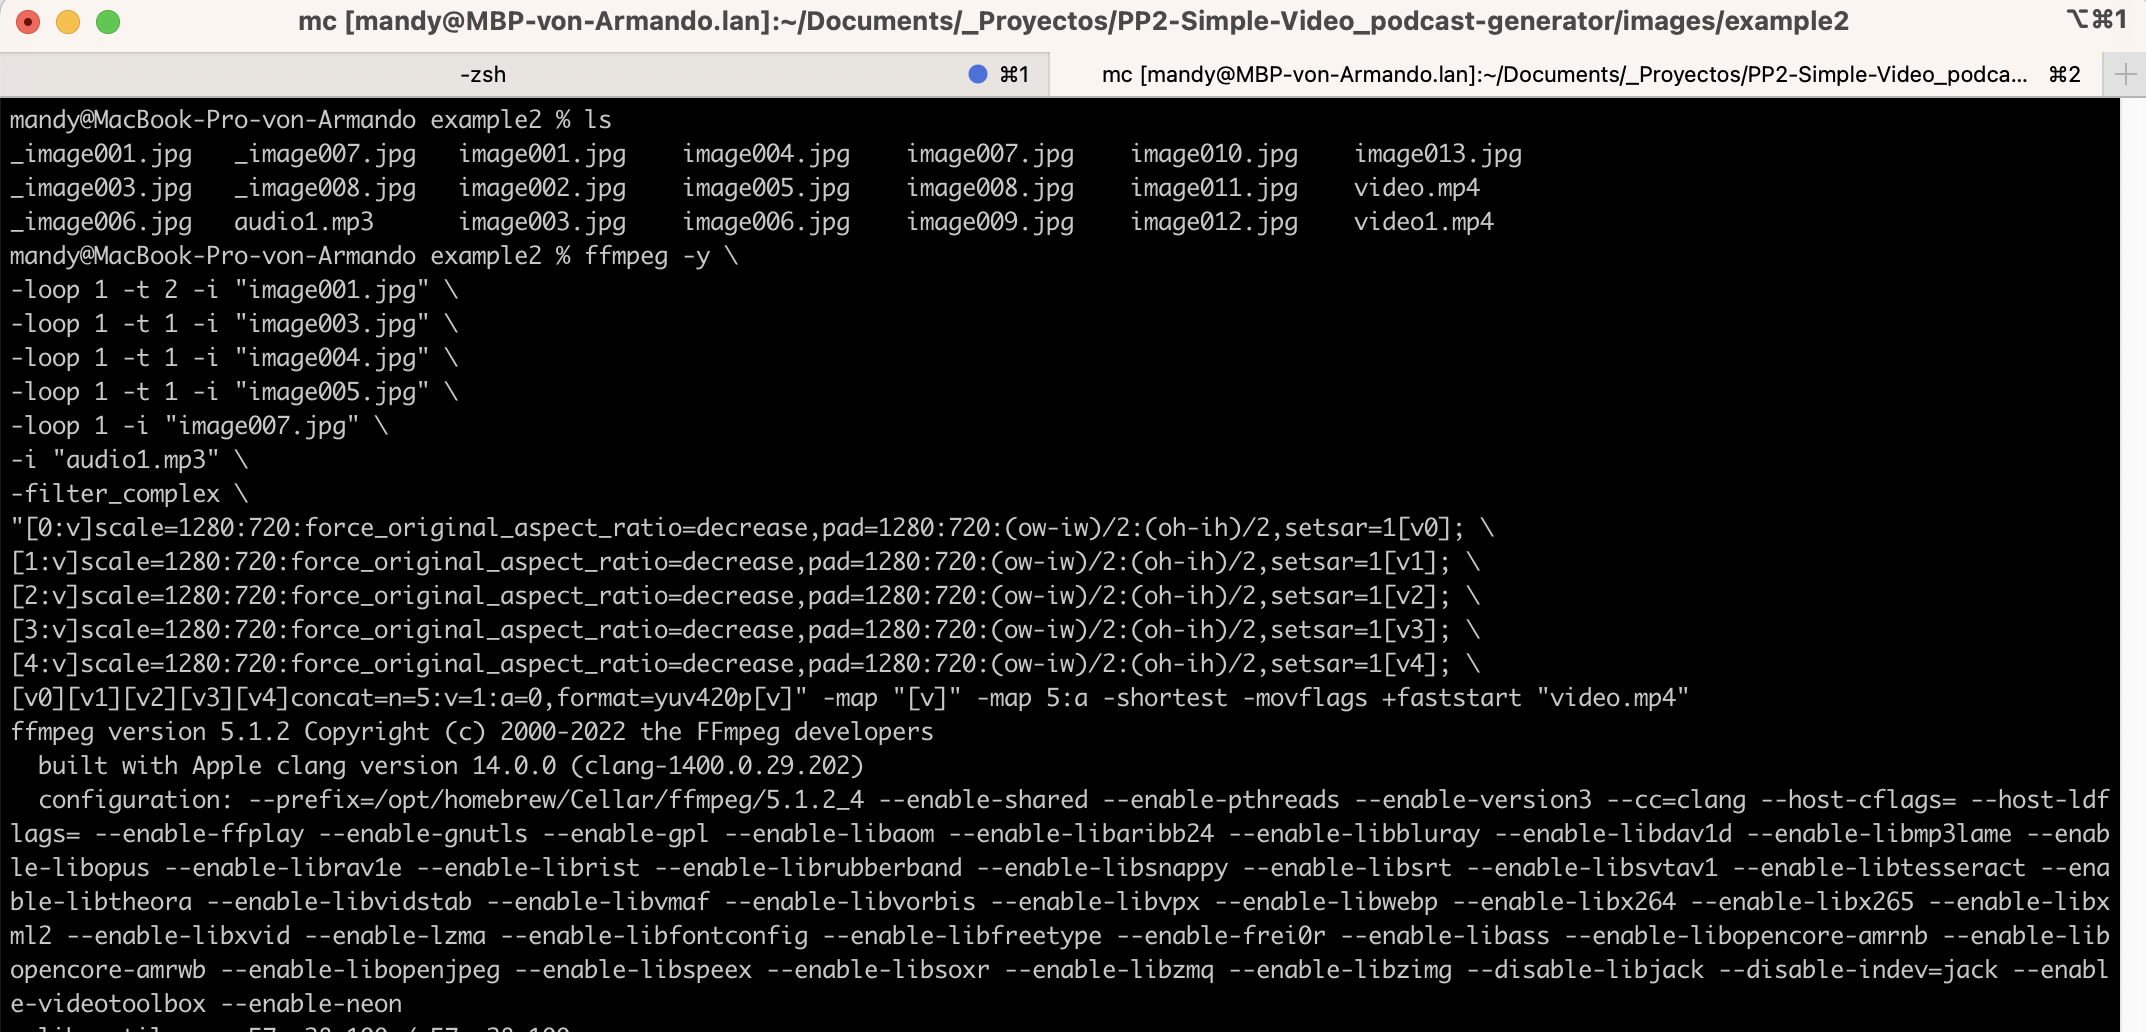 mc [mandy@MBP-von-Armando.lan]:~/Documents/_Proyectos/PP2-Simple-Video_podcast-generator/images/example2 ⌥⌘1
-zsh ⌘1 mc [mandy@MBP-von-Armando.lan]:~/Documents/_Proyectos/PP2-Simple-Video_podca... ⌘2
mandy@MacBook-Pro-von-Armando example2 % ls
_image001.jpg _image007.jpg image001.jpg image004.jpg image007.jpg image010.jpg image013.jpg
_image003.jpg _image008.jpg image002.jpg image005.jpg image008.jpg image011.jpg video.mp4
_image006.jpg audio1.mp3 image003.jpg image006.jpg image009.jpg image012.jpg video1.mp4
mandy@MacBook-Pro-von-Armando example2 % ffmpeg -y \
-loop 1 -t 2 -i "image001.jpg" \
-loop 1 -t 1 -i "image003.jpg" \
-loop 1 -t 1 -i "image004.jpg" \
-loop 1 -t 1 -i "image005.jpg" \
-loop 1 -i "image007.jpg" \
-i "audio1.mp3" \
-filter_complex \
"[0:v]scale=1280:720:force_original_aspect_ratio=decrease,pad=1280:720:(ow-iw)/2:(oh-ih)/2,setsar=1[v0]; \
[1:v]scale=1280:720:force_original_aspect_ratio=decrease,pad=1280:720:(ow-iw)/2:(oh-ih)/2,setsar=1[v1]; \
[2:v]scale=1280:720:force_original_aspect_ratio=decrease,pad=1280:720:(ow-iw)/2:(oh-ih)/2,setsar=1[v2]; \
[3:v]scale=1280:720:force_original_aspect_ratio=decrease,pad=1280:720:(ow-iw)/2:(oh-ih)/2,setsar=1[v3]; \
[4:v]scale=1280:720:force_original_aspect_ratio=decrease,pad=1280:720:(ow-iw)/2:(oh-ih)/2,setsar=1[v4]; \
[v0][v1][v2][v3][v4]concat=n=5:v=1:a=0,format=yuv420p[v]" -map "[v]" -map 5:a -shortest -movflags +faststart "video.mp4"
ffmpeg version 5.1.2 Copyright (c) 2000-2022 the FFmpeg developers
  built with Apple clang version 14.0.0 (clang-1400.0.29.202)
  configuration: --prefix=/opt/homebrew/Cellar/ffmpeg/5.1.2_4 --enable-shared --enable-pthreads --enable-version3 --cc=clang --host-cflags= --host-ldf
lags= --enable-ffplay --enable-gnutls --enable-gpl --enable-libaom --enable-libaribb24 --enable-libbluray --enable-libdav1d --enable-libmp3lame --enab
le-libopus --enable-librav1e --enable-librist --enable-librubberband --enable-libsnappy --enable-libsrt --enable-libsvtav1 --enable-libtesseract --ena
ble-libtheora --enable-libvidstab --enable-libvmaf --enable-libvorbis --enable-libvpx --enable-libwebp --enable-libx264 --enable-libx265 --enable-libx
ml2 --enable-libxvid --enable-lzma --enable-libfontconfig --enable-libfreetype --enable-frei0r --enable-libass --enable-libopencore-amrnb --enable-lib
opencore-amrwb --enable-libopenjpeg --enable-libspeex --enable-libsoxr --enable-libzmq --enable-libzimg --disable-libjack --disable-indev=jack --enabl
e-videotoolbox --enable-neon